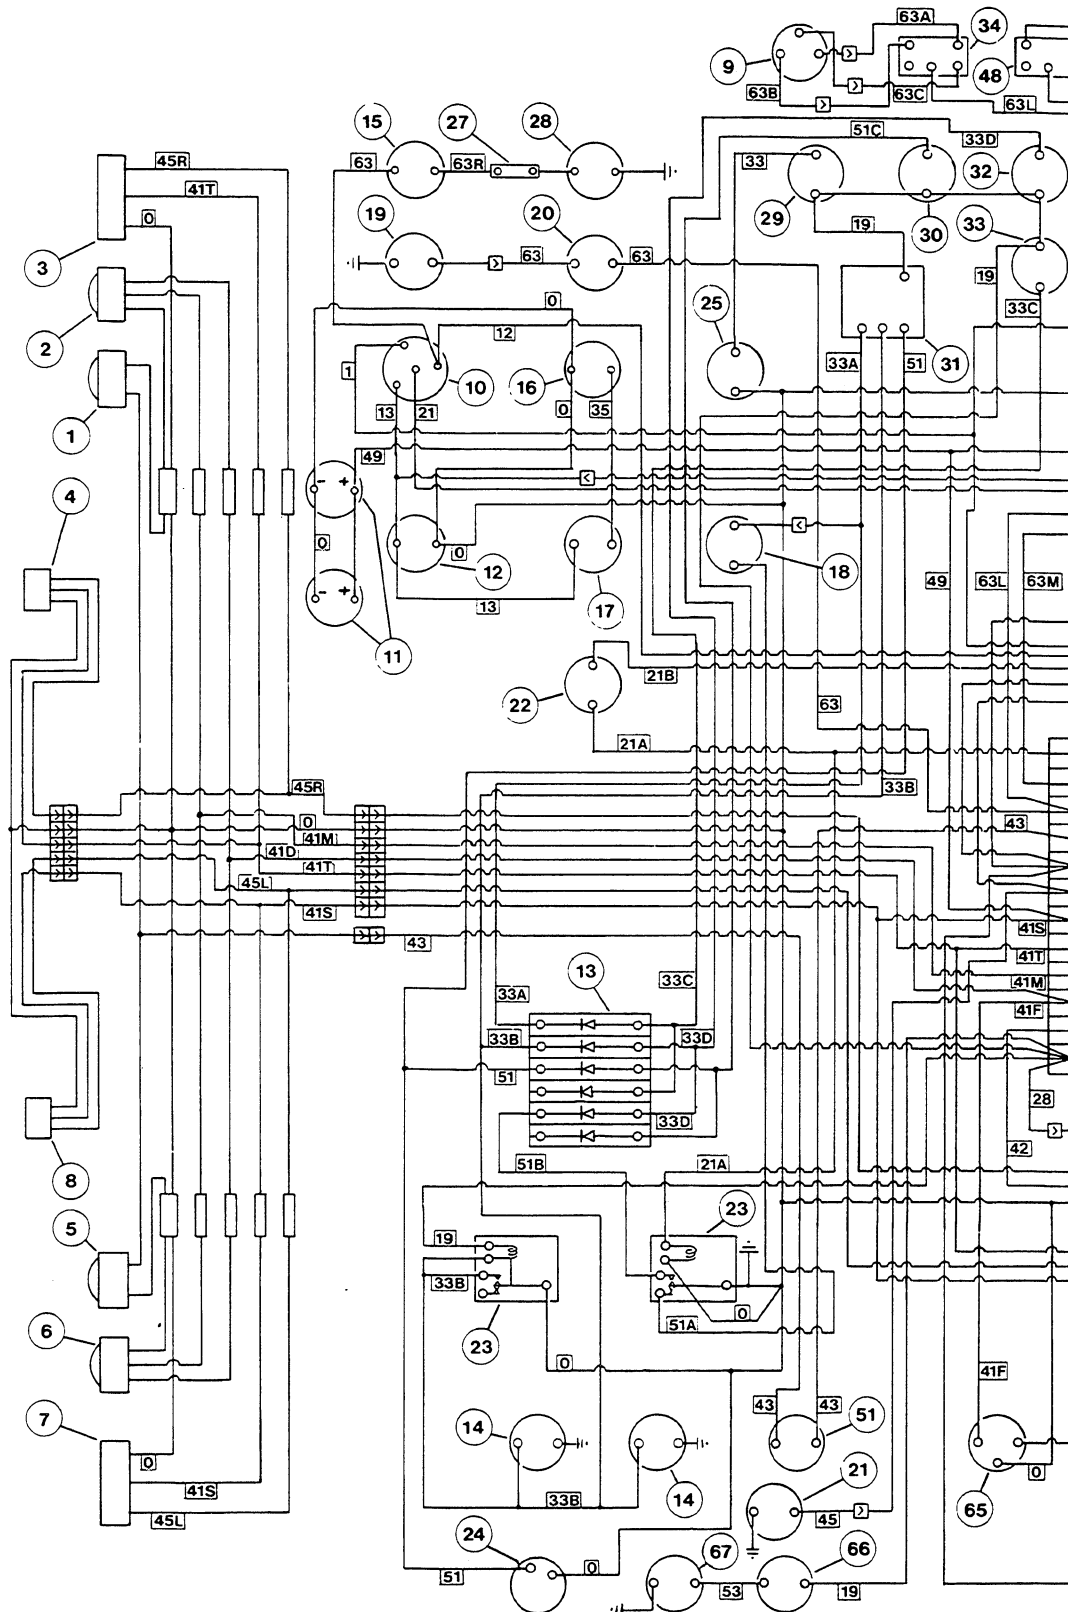 63A
34
9
48
63B
63C
63L
15
27
28
51C
33D
63
63R
33
32
45R
41T
29
30
19
33
0
19
20
3
63
63
19
2
0
25
33C
12
1
33A
51
31
10
16
1
13
21
0
35
49
4
- +
0
0
12
18
49
63L
63M
- +
13
17
11
22
21B
63
21A
45R
33B
0
41M
43
41D
41T
45L
41S
41S
43
41T
13
41M
33A
33C
41F
33B
33D
51
28
33D
42
8
51B
21A
5
23
19
33B
0
6
23
51A
0
41F
7
14
43
43
51
0
21
0
41S
33B
14
65
45L
24
45
67
66
51
0
53
19